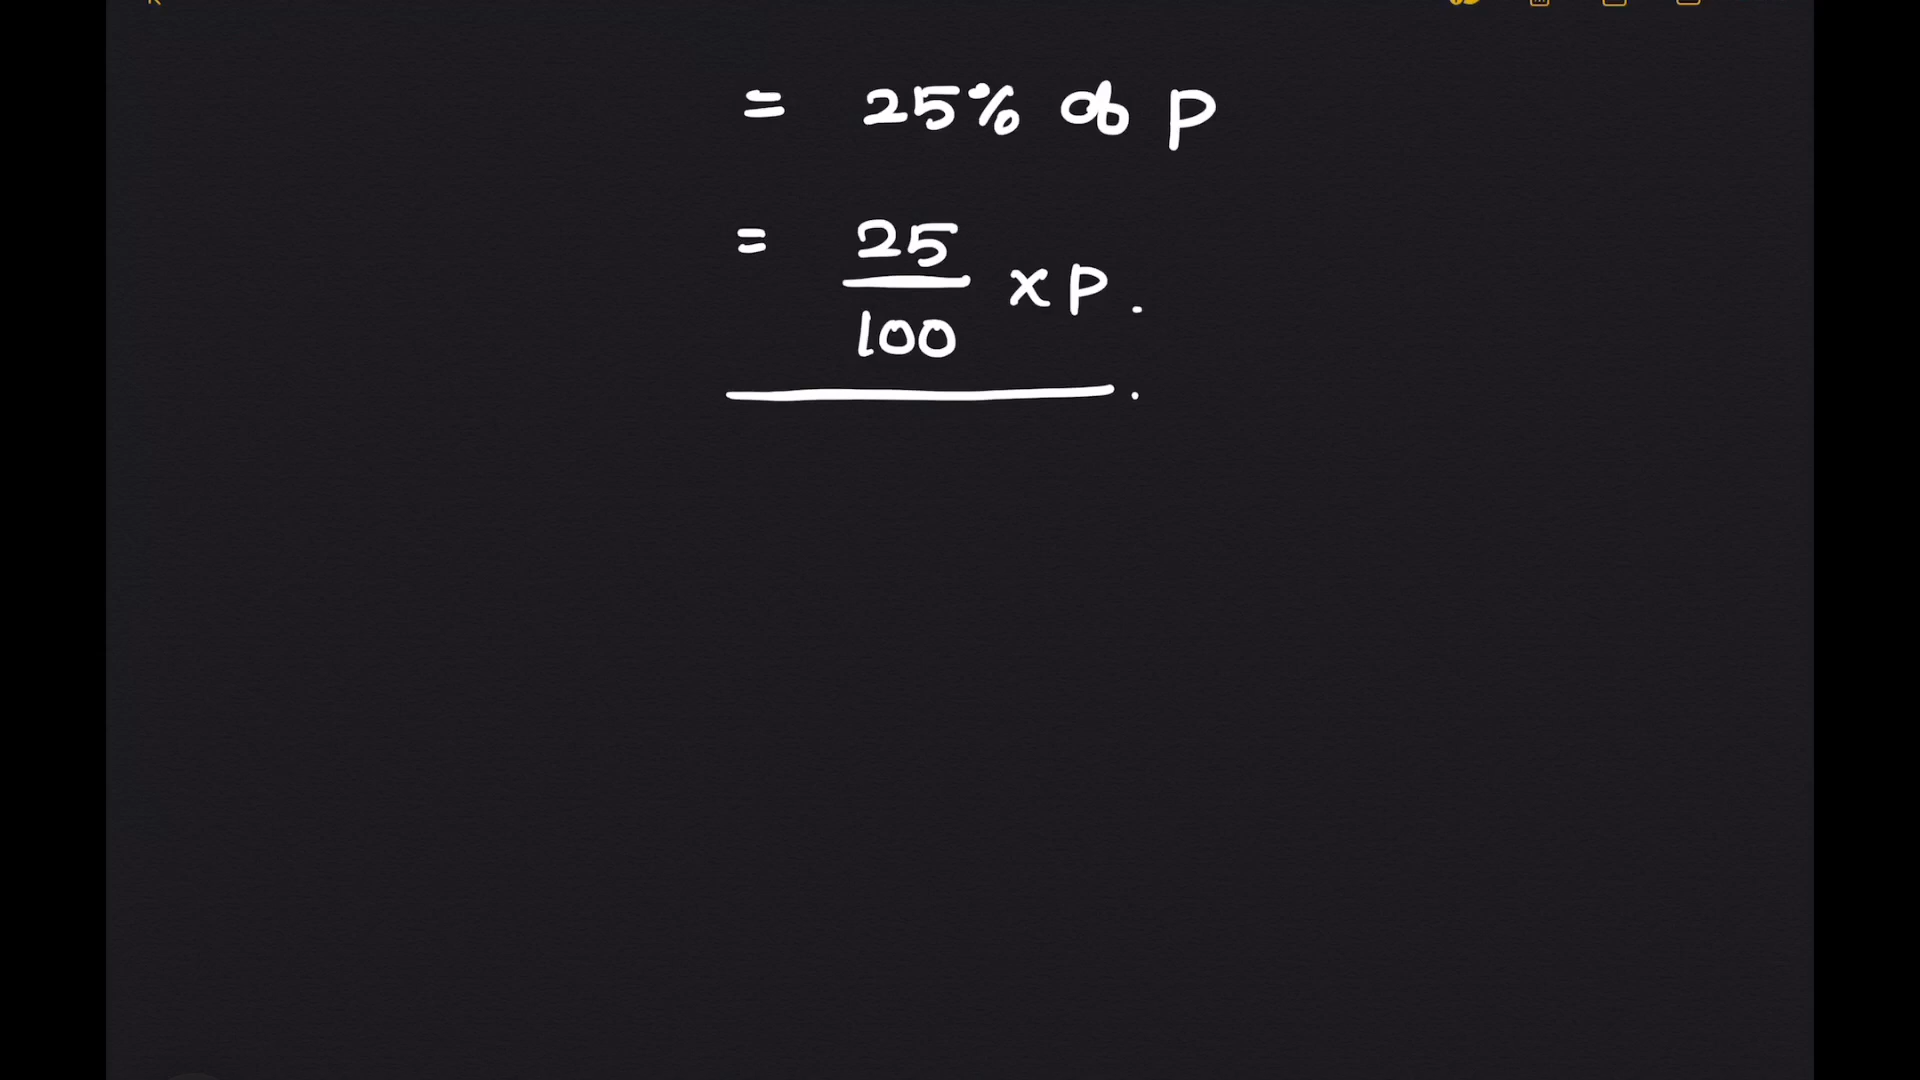 = 25% of P
= 25/100 x P.